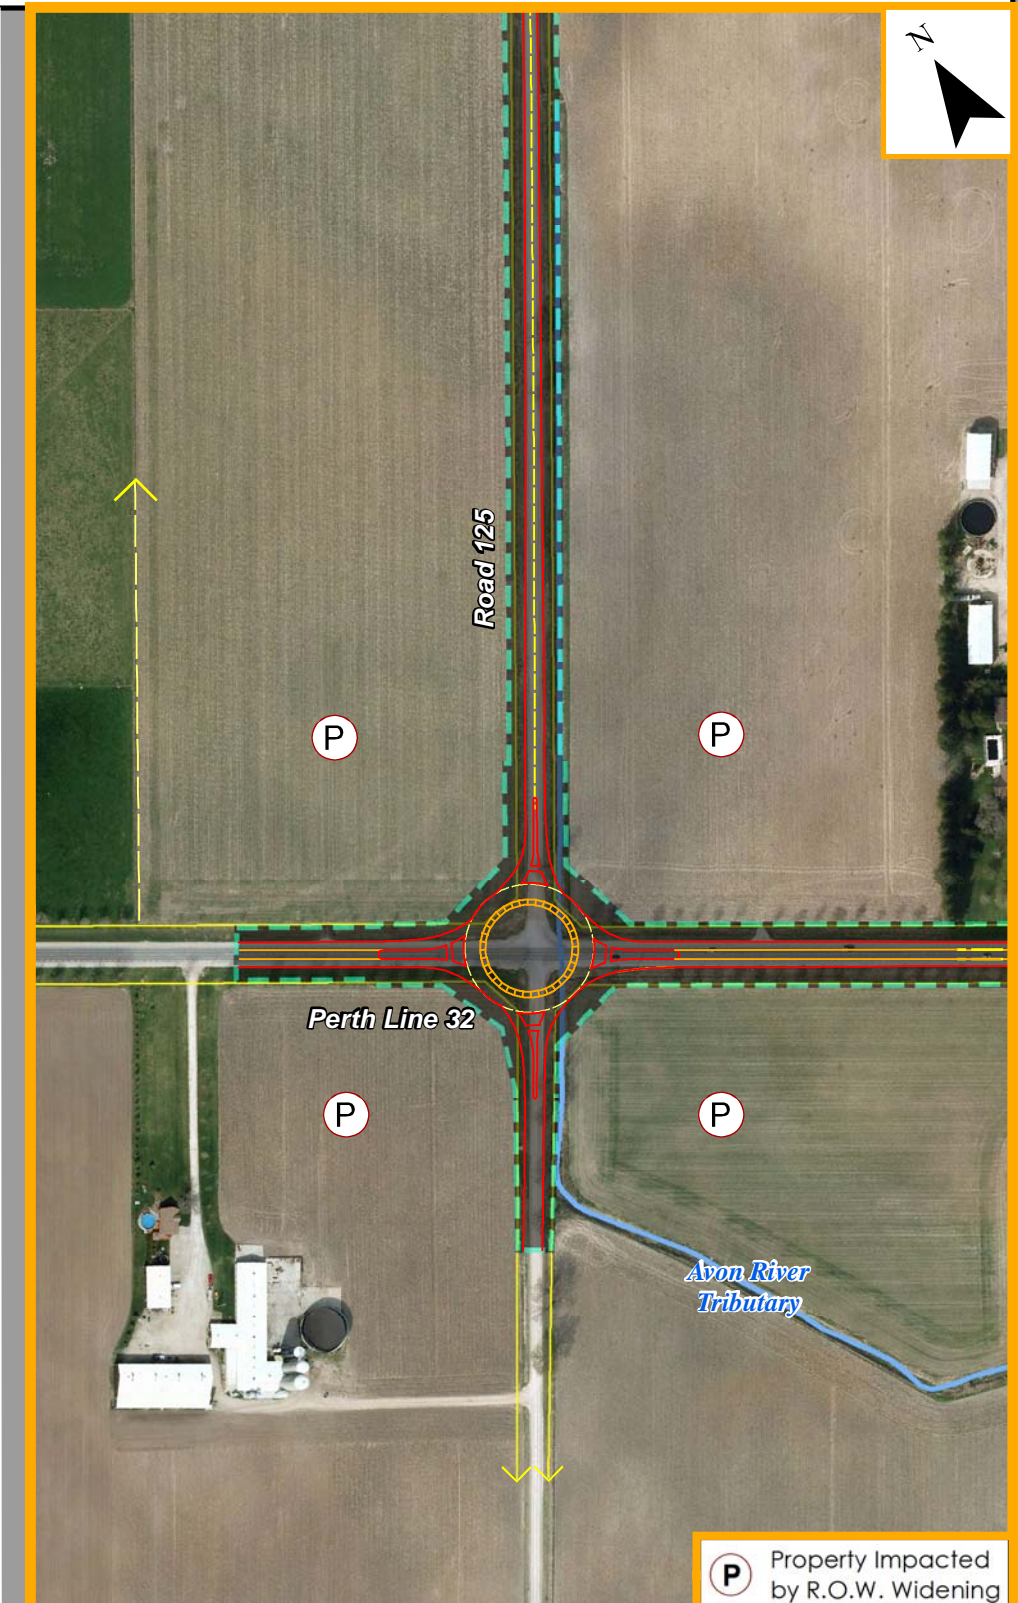 N
Road 125
P
P
Perth Line 32
P
P
Avon River
Tributary
P
Property Impacted
by R.O.W. Widening